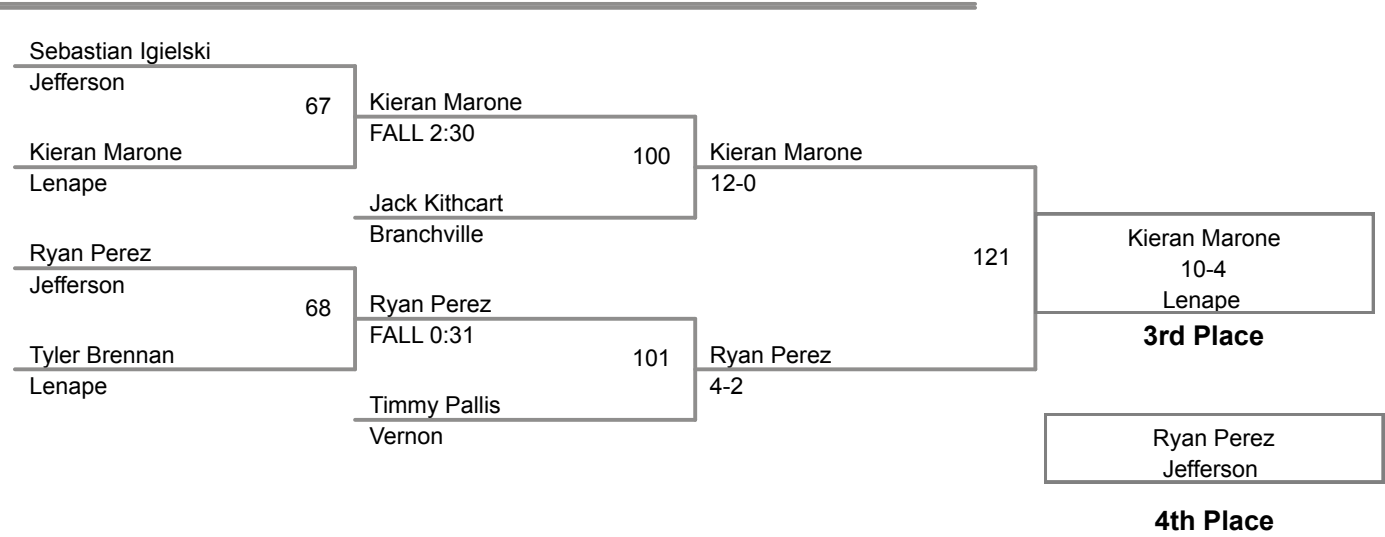 Sebastian Igielski
Jefferson
67
Kieran Marone
Lenape
Ryan Perez
Jefferson
68
Tyler Brennan
Lenape
Kieran Marone
FALL 2:30
100
Jack Kithcart
Branchville
Ryan Perez
FALL 0:31
101
Timmy Pallis
Vernon
Kieran Marone
12-0
121
Ryan Perez
4-2
Kieran Marone
10-4
Lenape
3rd Place
Ryan Perez
Jefferson
4th Place